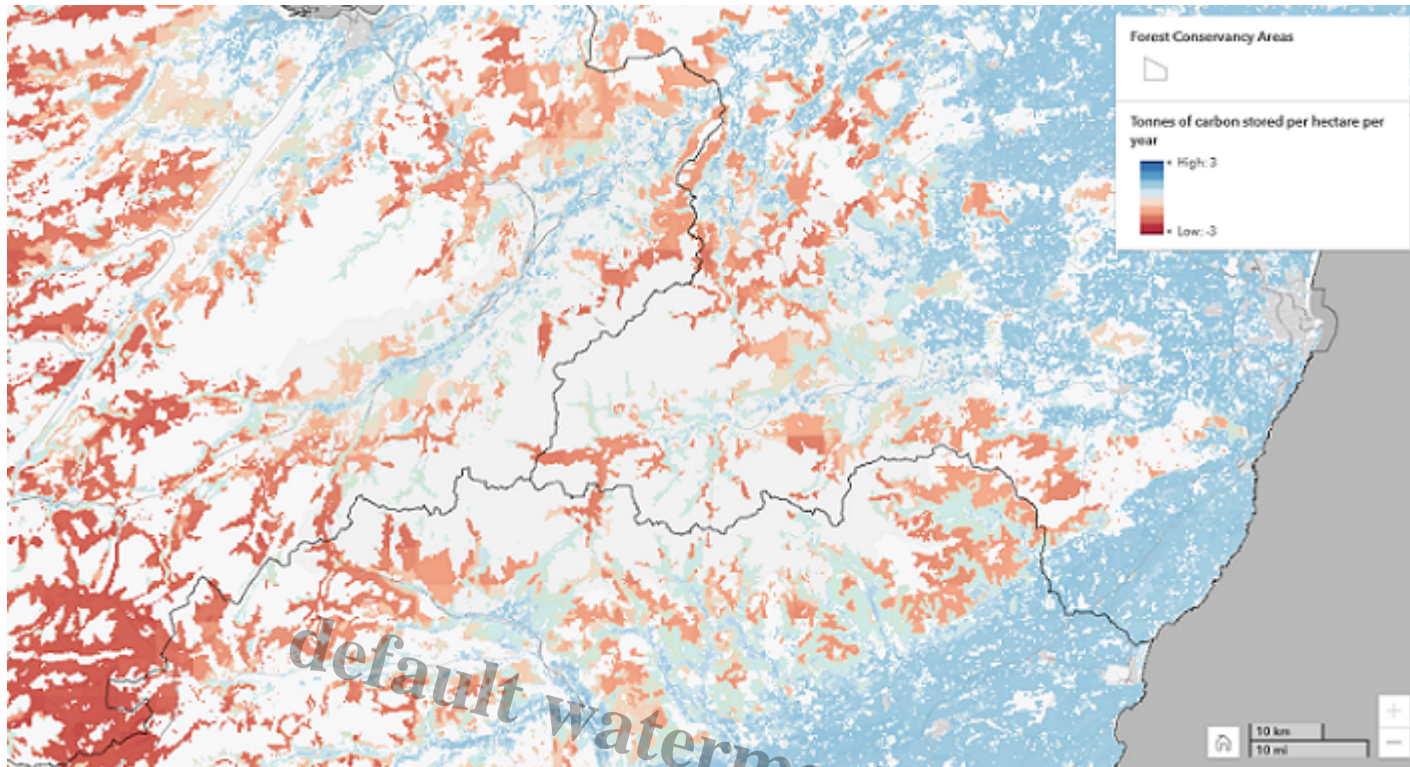 Forest Conservancy Areas
Tonnes of carbon stored per hectare per
year
High: 3
Low: -3
default waterm
10 km
10 mi